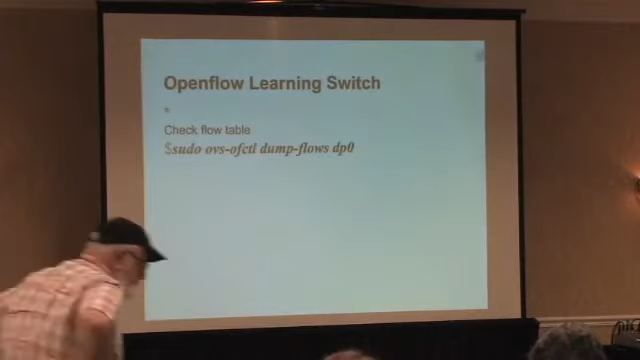 Openflow Learning Switch
Check flow table
$sudo ovs-ofctl dump-flows dp0